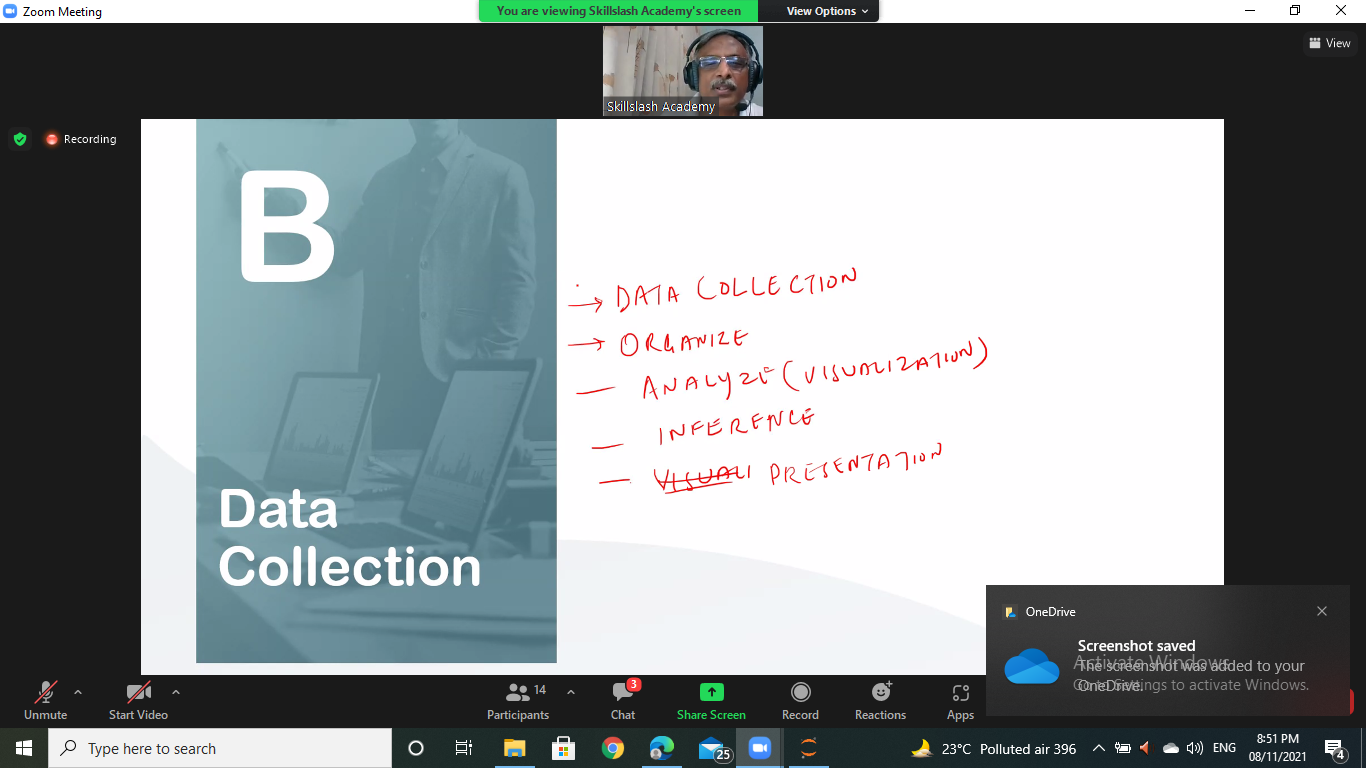 Zoom Meeting
You are viewing Skillslash Academy's screen
View Options
View
Skillslash Academy
Recording
B
Data
Collection
DATA COLLECTION
ORGANIZE
ANALYZE (VISUALIZATION)
INFERENCE
VISUALI PRESENTATION
OneDrive
Screenshot saved
The screenshot was added to your
OneDrive.
Activate Windows
Go to Settings to activate Windows.
Unmute
Start Video
Participants
14
Chat
3
Share Screen
Record
Reactions
Apps
Type here to search
25
23°C Polluted air 396
ENG
8:51 PM
08/11/2021
4